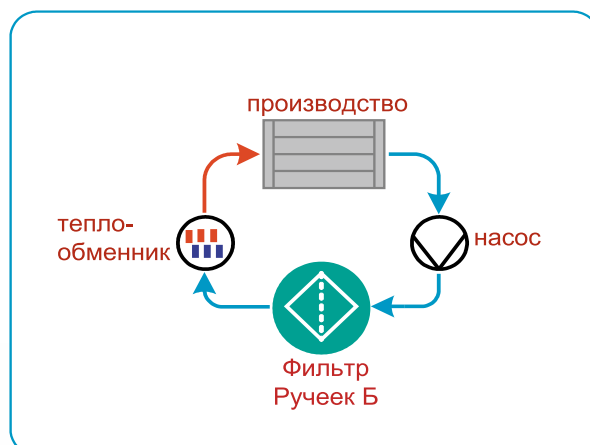 производство
тепло-
обменник
насос
Фильтр
Ручеек Б